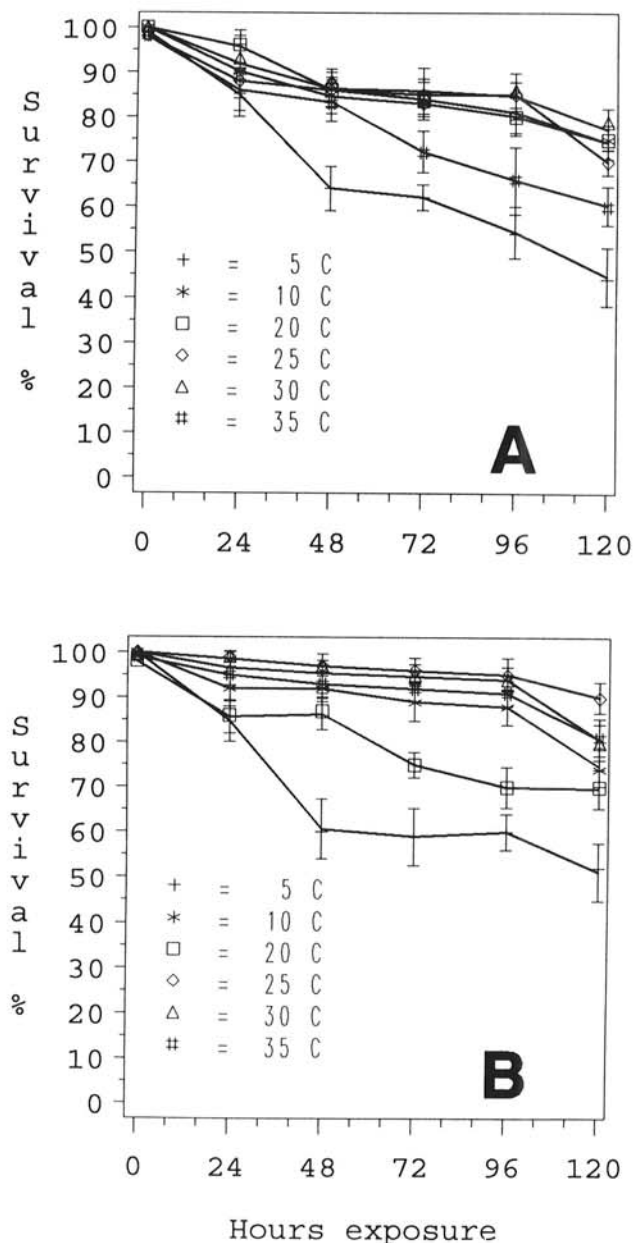 100
90
80
70
60
50
40
30
20
10
0
Survival %
+ = 5 C
* = 10 C
□ = 20 C
◇ = 25 C
△ = 30 C
# = 35 C
A
0 24 48 72 96 120
100
90
80
70
60
50
40
30
20
10
0
Survival %
+ = 5 C
* = 10 C
□ = 20 C
◇ = 25 C
△ = 30 C
# = 35 C
B
0 24 48 72 96 120
Hours exposure